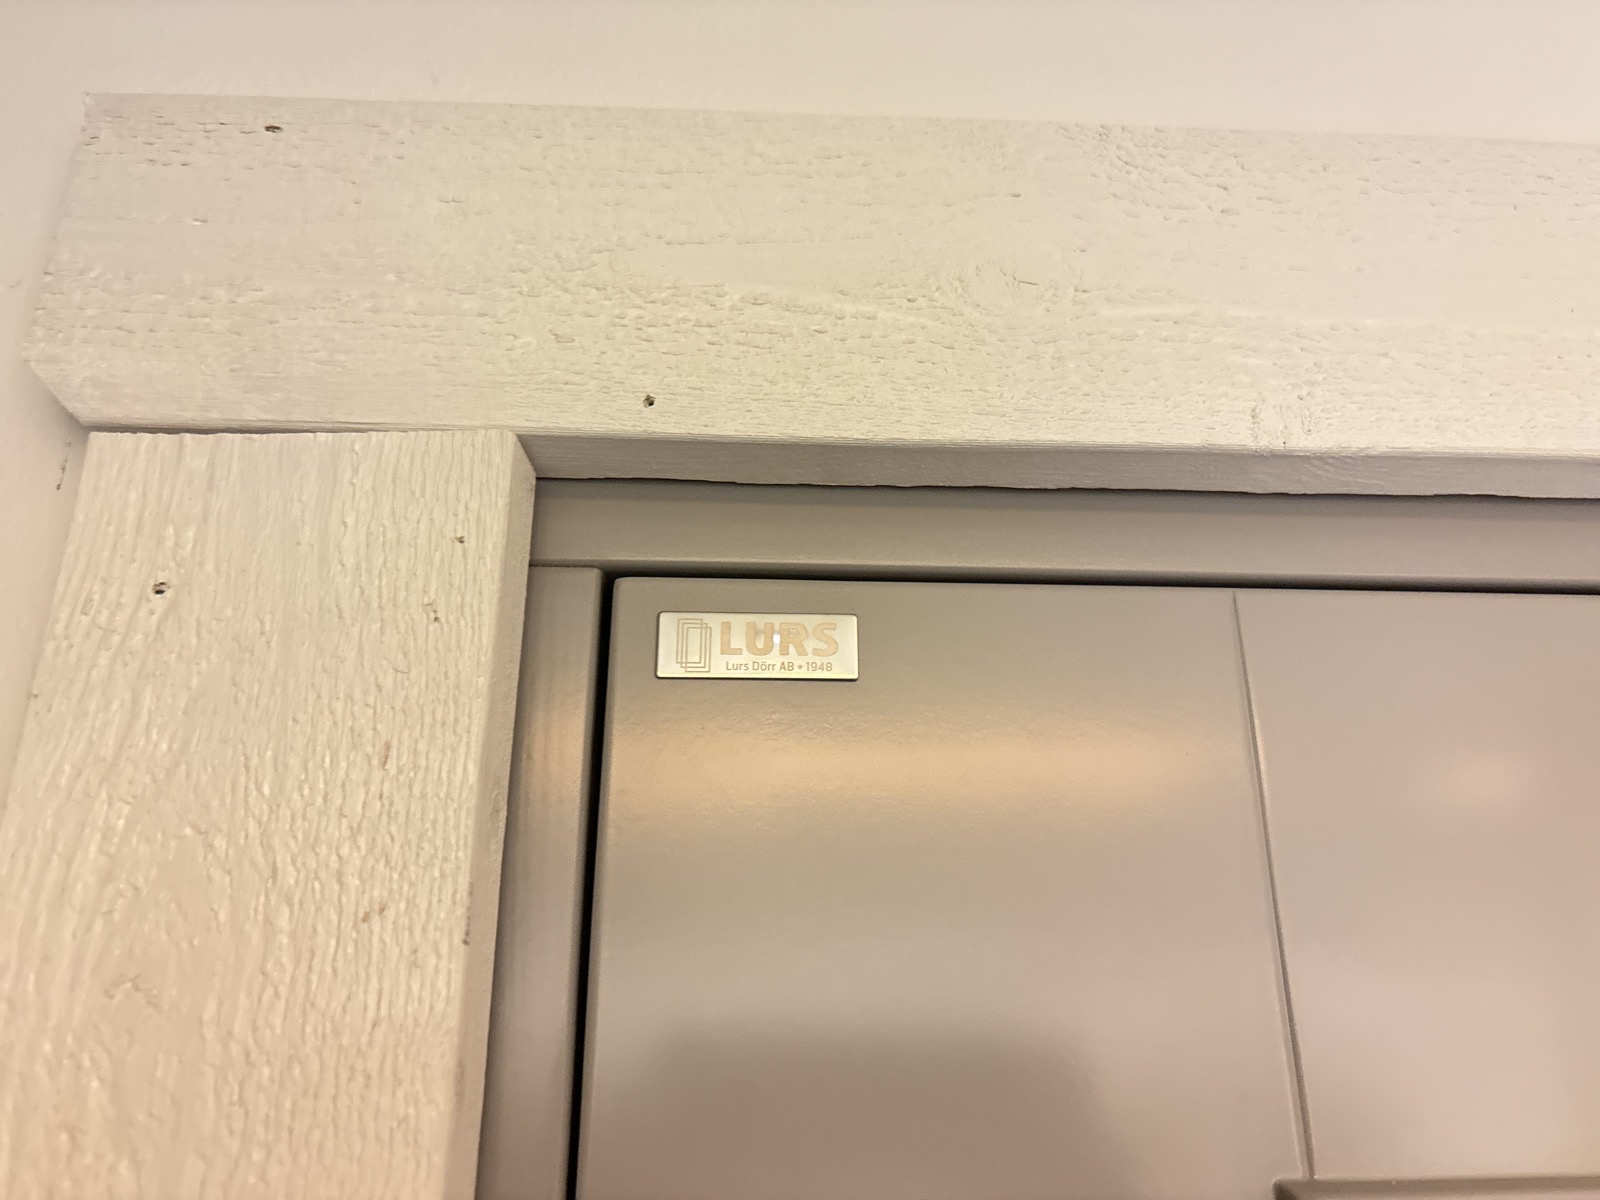 LURS
Lurs Dörr AB • 1948